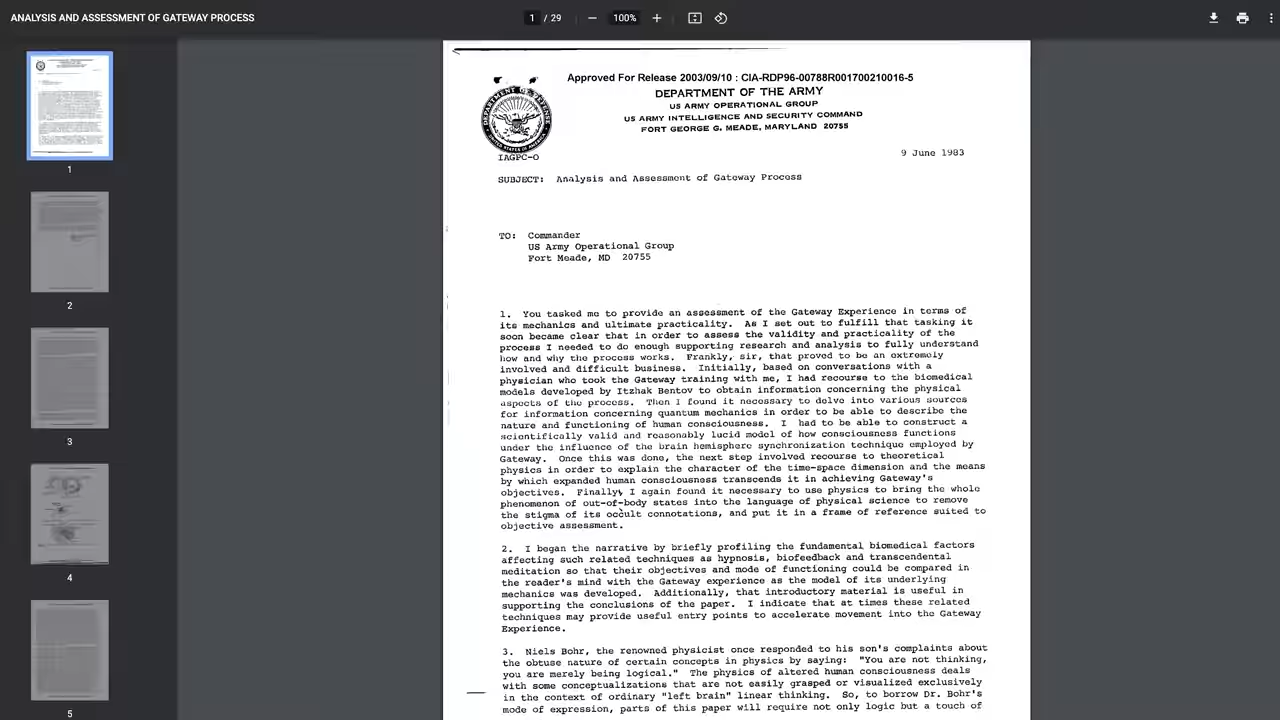 ANALYSIS AND ASSESSMENT OF GATEWAY PROCESS
1 / 29
100%
1
2
3
4
5
Approved For Release 2003/09/10 : CIA-RDP96-00788R001700210016-5
DEPARTMENT OF THE ARMY
US ARMY OPERATIONAL GROUP
US ARMY INTELLIGENCE AND SECURITY COMMAND
FORT GEORGE G. MEADE, MARYLAND 20755
IAGPC-O
9 June 1983
SUBJECT: Analysis and Assessment of Gateway Process
TO: Commander
US Army Operational Group
Fort Meade, MD 20755
1. You tasked me to provide an assessment of the Gateway Experience in terms of
its mechanics and ultimate practicality. As I set out to fulfill that tasking it
soon became clear that in order to assess the validity and practicality of the
process I needed to do enough supporting research and analysis to fully understand
how and why the process works. Frankly, sir, that proved to be an extremely
involved and difficult business. Initially, based on conversations with a
physician who took the Gateway training with me, I had recourse to the biomedical
models developed by Itzhak Bentov to obtain information concerning the physical
aspects of the process. Then I found it necessary to delve into various sources
for information concerning quantum mechanics in order to be able to describe the
nature and functioning of human consciousness. I had to be able to construct a
scientifically valid and reasonably lucid model of how consciousness functions
under the influence of the brain hemisphere synchronization technique employed by
Gateway. Once this was done, the next step involved recourse to theoretical
physics in order to explain the character of the time-space dimension and the means
by which expanded human consciousness transcends it in achieving Gateway's
objectives. Finally, I again found it necessary to use physics to bring the whole
phenomenon of out-of-body states into the language of physical science to remove
the stigma of its occult connotations, and put it in a frame of reference suited to
objective assessment.
2. I began the narrative by briefly profiling the fundamental biomedical factors
affecting such related techniques as hypnosis, biofeedback and transcendental
meditation so that their objectives and mode of functioning could be compared in
the reader's mind with the Gateway experience as the model of its underlying
mechanics was developed. Additionally, that introductory material is useful in
supporting the conclusions of the paper. I indicate that at times these related
techniques may provide useful entry points to accelerate movement into the Gateway
Experience.
3. Niels Bohr, the renowned physicist once responded to his son's complaints about
the obtuse nature of certain concepts in physics by saying: "You are not thinking,
you are merely being logical." The physics of altered human consciousness deals
with some conceptualizations that are not easily grasped or visualized exclusively
in the context of ordinary "left brain" linear thinking. So, to borrow Dr. Bohr's
mode of expression, parts of this paper will require not only logic but a touch of